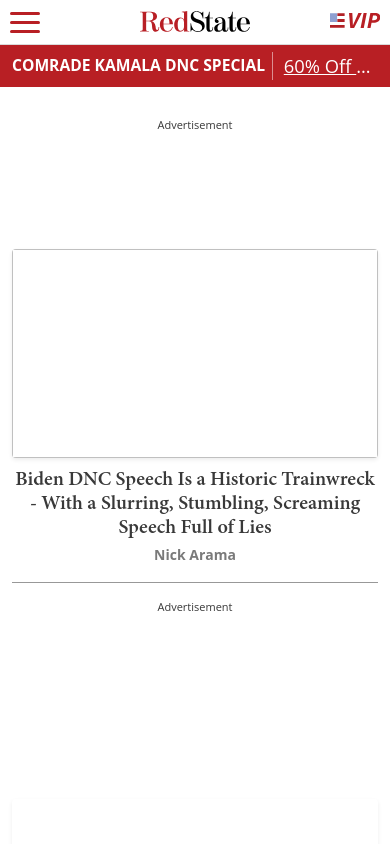 RedState
VIP
COMRADE KAMALA DNC SPECIAL
60% Off ...
Advertisement
Biden DNC Speech Is a Historic Trainwreck
- With a Slurring, Stumbling, Screaming
Speech Full of Lies
Nick Arama
Advertisement